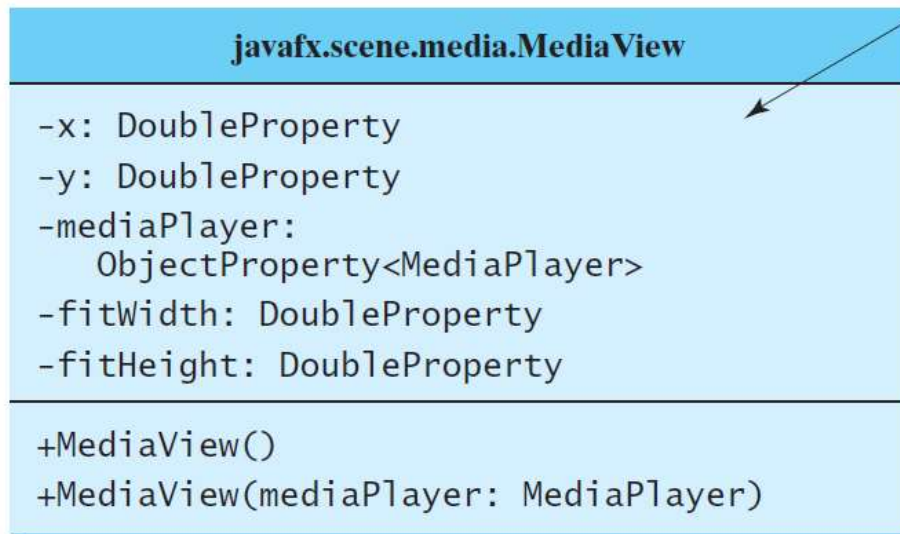 javafx.scene.media.MediaView
-x: DoubleProperty
-y: DoubleProperty
-mediaPlayer:
ObjectProperty<MediaPlayer>
-fitWidth: DoubleProperty
-fitHeight: DoubleProperty
+MediaView()
+MediaView(mediaPlayer: MediaPlayer)